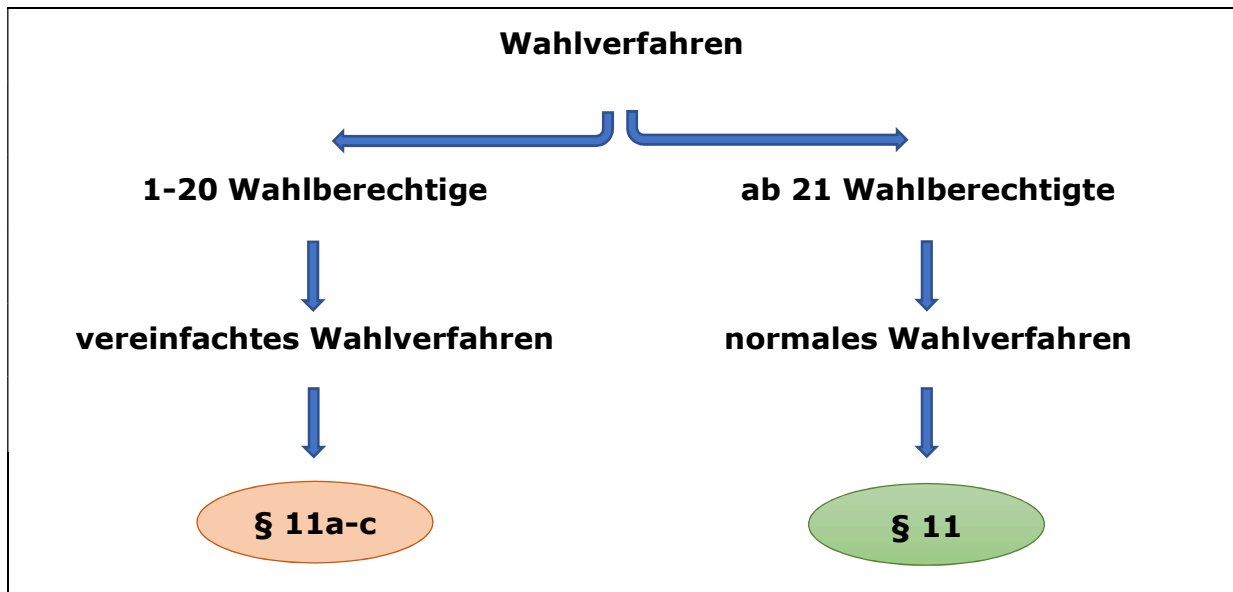 Wahlverfahren
1-20 Wahlberechtige
ab 21 Wahlberechtigte
vereinfachtes Wahlverfahren
normales Wahlverfahren
§ 11a-c
§ 11